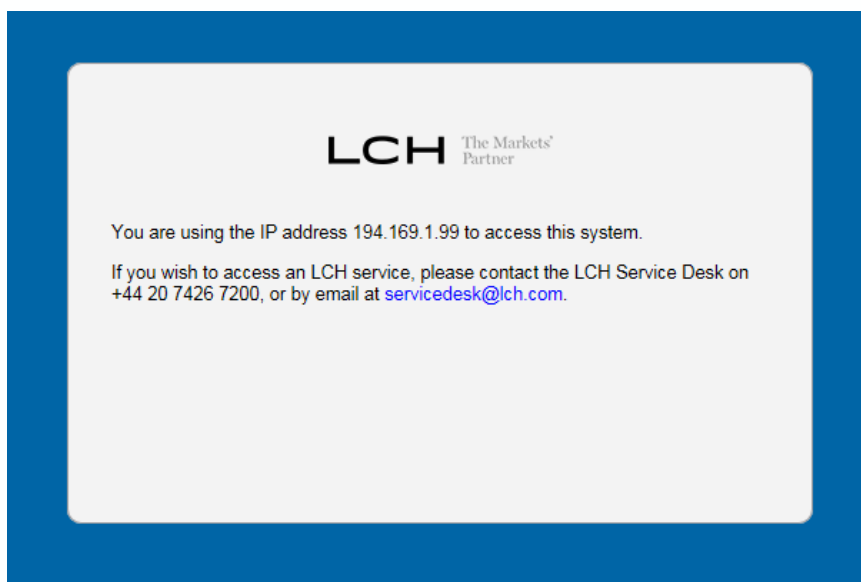 LCH The Markets'
Partner
You are using the IP address 194.169.1.99 to access this system.
If you wish to access an LCH service, please contact the LCH Service Desk on
+44 20 7426 7200, or by email at servicedesk@lch.com.